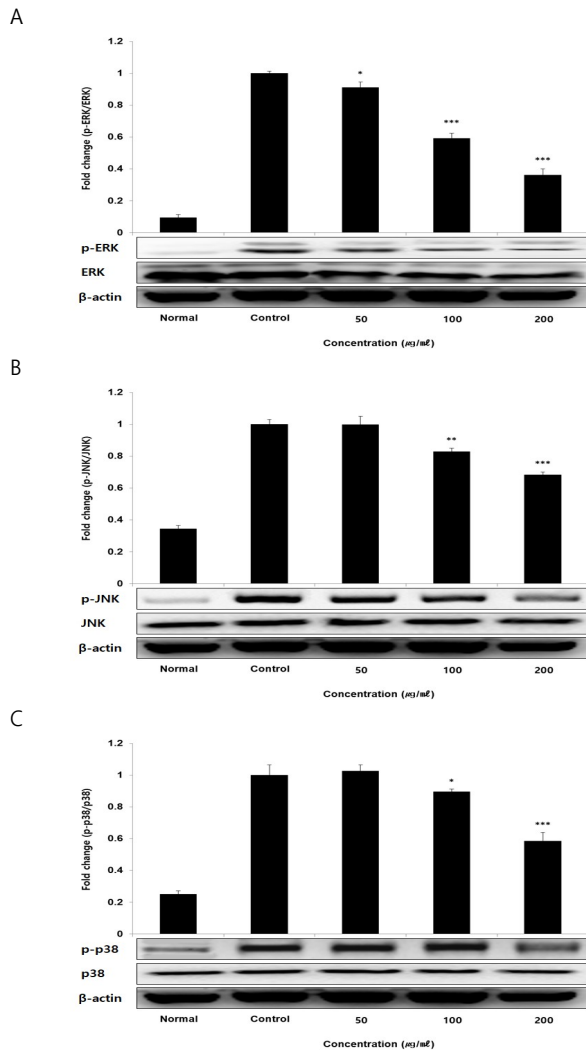 A
Fold change (p-ERK/ERK)
1.2
1
0.8
0.6
0.4
0.2
0
*
***
***
p-ERK
ERK
β-actin
Normal Control 50 100 200
Concentration (㎍/㎖)
B
Fold change (p-JNK/JNK)
1.2
1
0.8
0.6
0.4
0.2
0
**
***
p-JNK
JNK
β-actin
Normal Control 50 100 200
Concentration (㎍/㎖)
C
Fold change (p-p38/p38)
1.2
1
0.8
0.6
0.4
0.2
0
*
***
p-p38
p38
β-actin
Normal Control 50 100 200
Concentration (㎍/㎖)